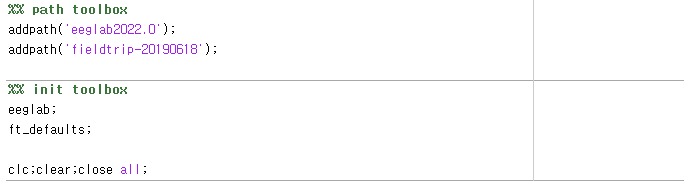 %% path toolbox
addpath('eeglab2022.0');
addpath('fieldtrip-20190618');
%% init toolbox
eeglab;
ft_defaults;
clc;clear;close all;